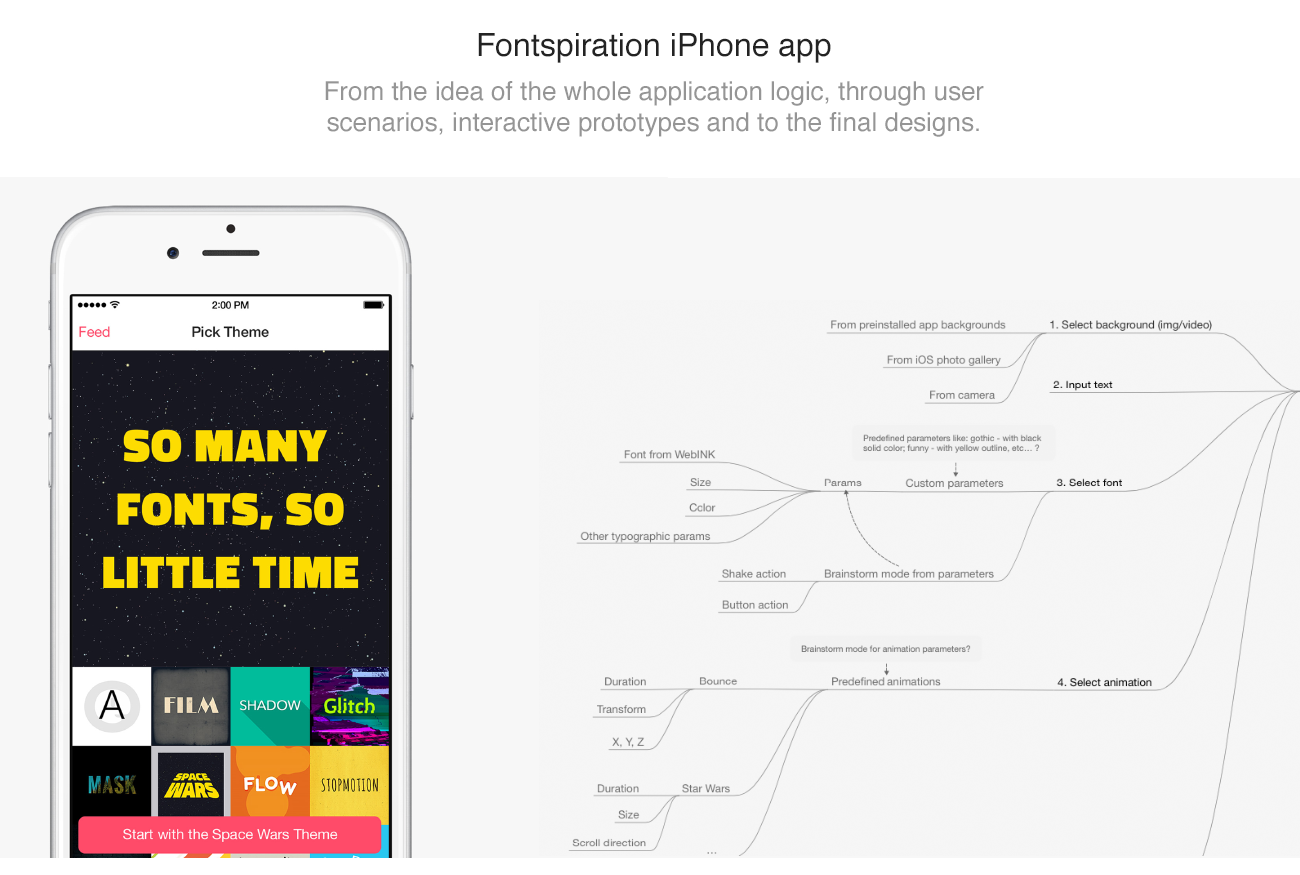 Fontspiration iPhone app
From the idea of the whole application logic, through user
scenarios, interactive prototypes and to the final designs.
2:00 PM
Feed
Pick Theme
SO MANY
FONTS, SO
LITTLE TIME
A
FILM
SHADOW
Glitch
MASK
SPACE
WARS
FLOW
STOPMOTION
Start with the Space Wars Theme
From preinstalled app backgrounds
1. Select background (img/video)
From iOS photo gallery
From camera
2. Input text
Predefined parameters like: gothic - with black
solid color; funny - with yellow outline, etc... ?
Font from WebINK
Size
Color
Other typographic params
Params
Custom parameters
3. Select font
Shake action
Button action
Brainstorm mode from parameters
Brainstorm mode for animation parameters?
Duration
Transform
X, Y, Z
Bounce
Predefined animations
4. Select animation
Duration
Size
Scroll direction
Star Wars
...